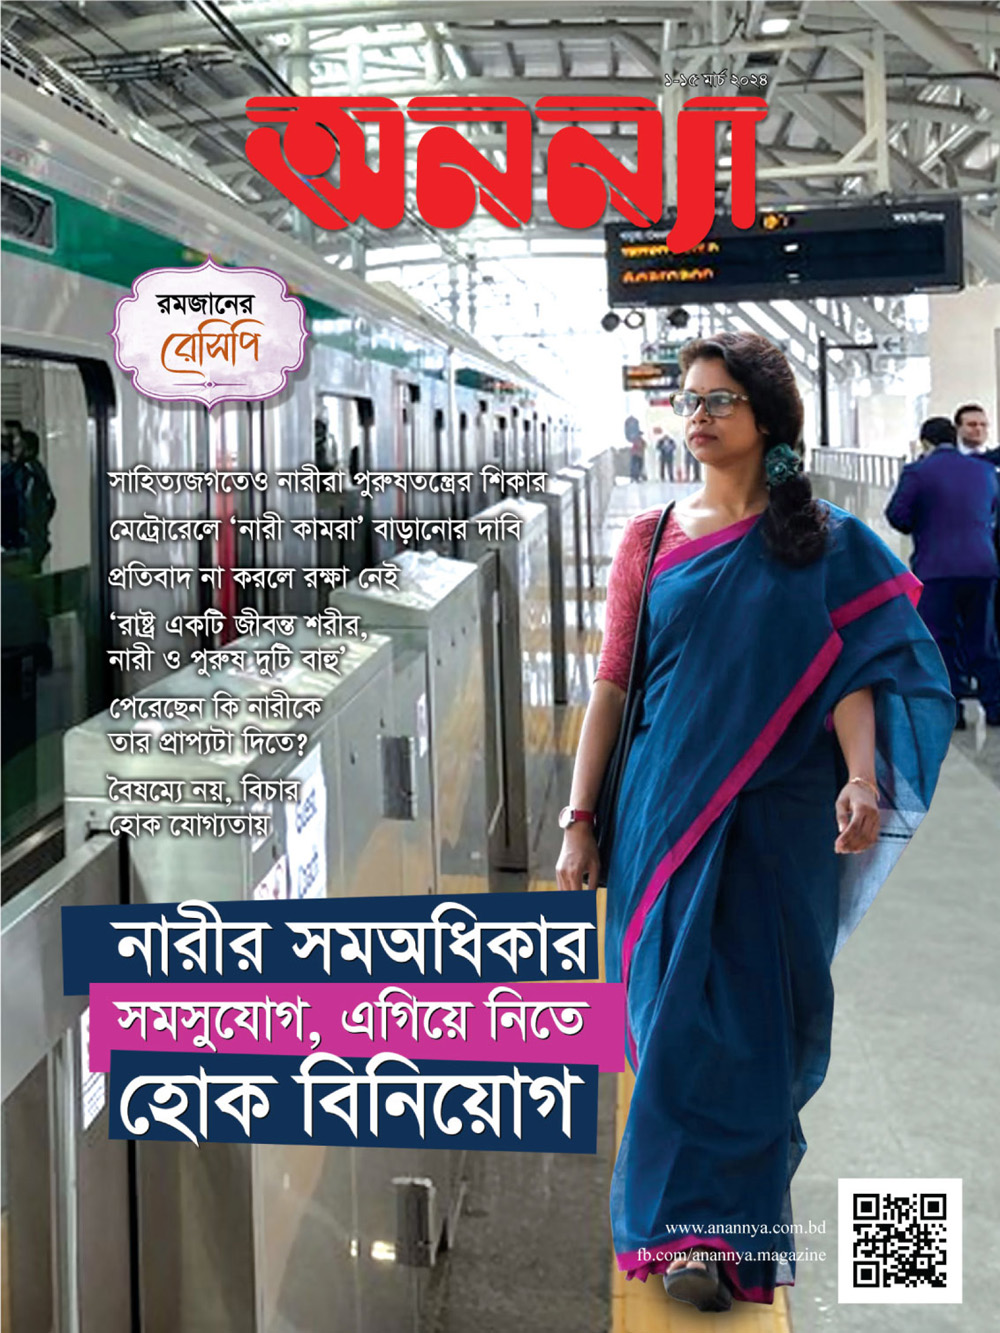 ১-১৫ মার্চ ২০২৪
অনন্যা
রমজানের
রেসিপি
সাহিত্যজগতেও নারীরা পুরুষতন্ত্রের শিকার
মেট্রোরেলে ‘নারী কামরা’ বাড়ানোর দাবি
প্রতিবাদ না করলে রক্ষা নেই
‘রাষ্ট্র একটি জীবন্ত শরীর,
নারী ও পুরুষ দুটি বাহু’
পেরেছেন কি নারীকে
তার প্রাপ্যটা দিতে?
বৈষম্যে নয়, বিচার
হোক যোগ্যতায়
নারীর সমঅধিকার
সমসুযোগ, এগিয়ে নিতে
হোক বিনিয়োগ
www.anannya.com.bd
fb.com/anannya.magazine